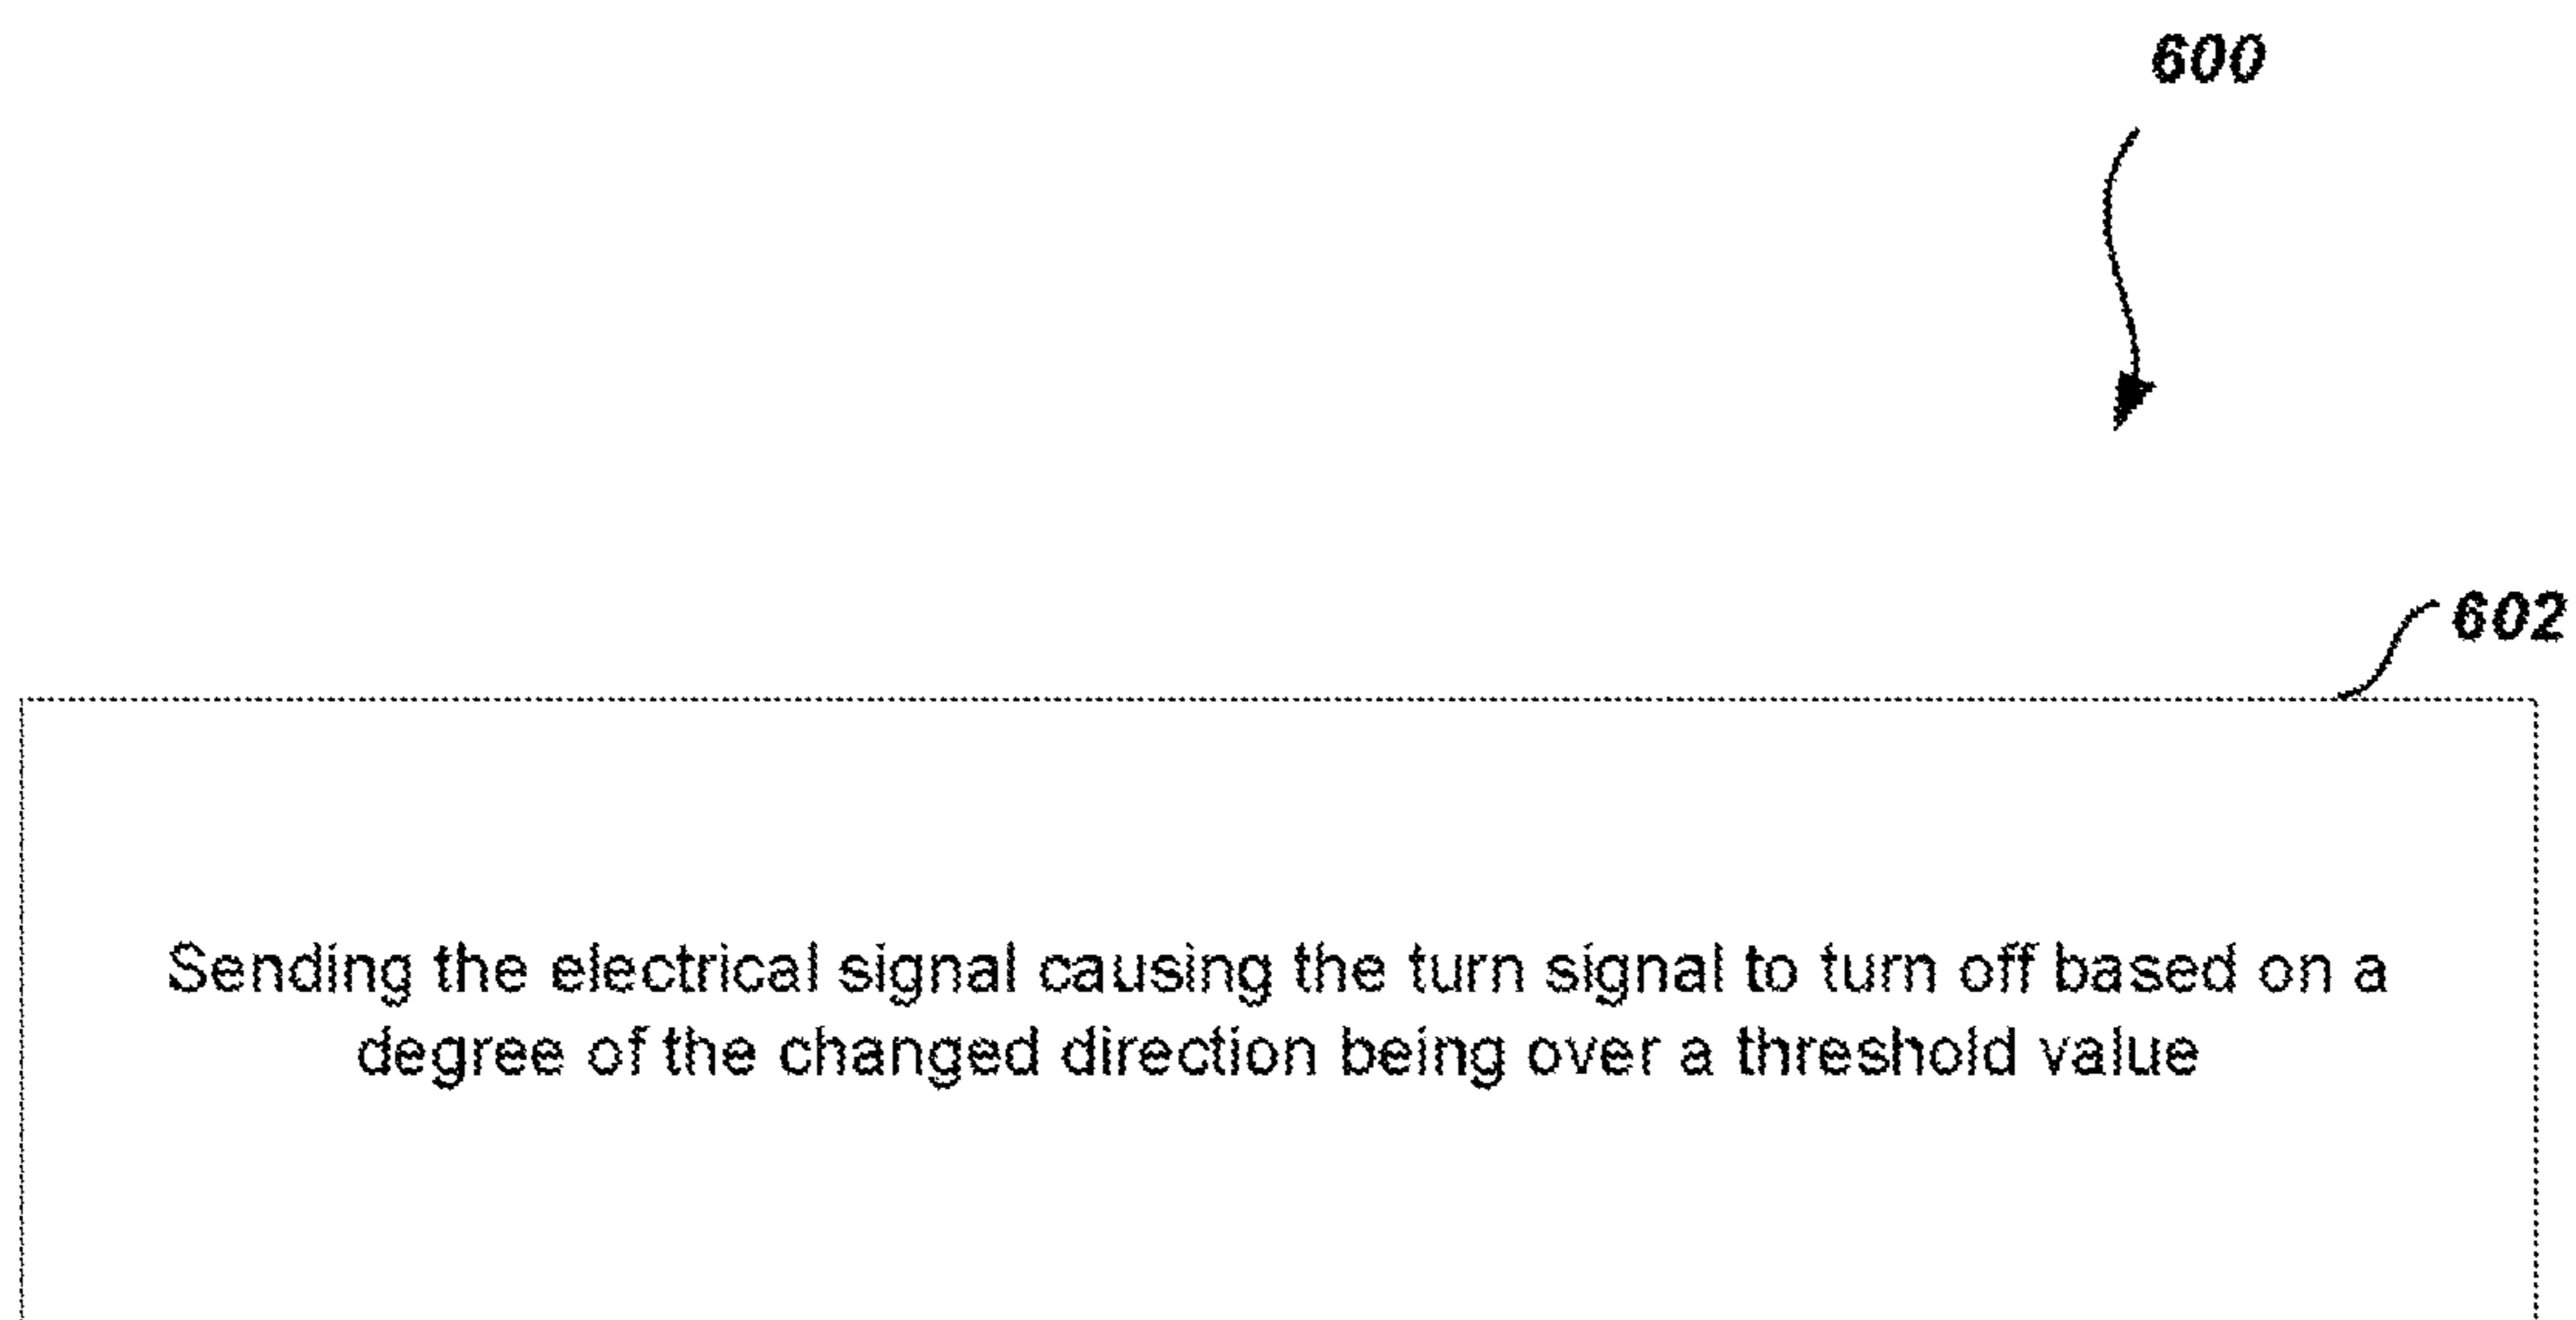 600
602
Sending the electrical signal causing the turn signal to turn off based on a
degree of the changed direction being over a threshold value